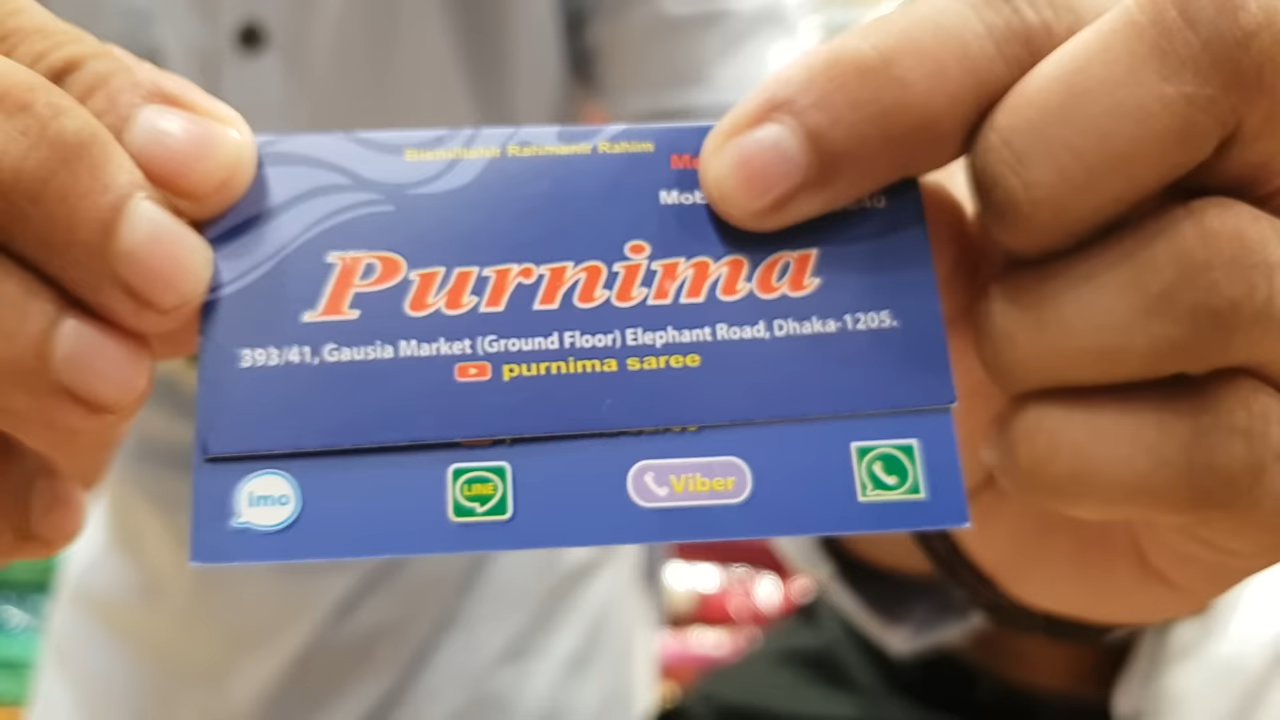 Bismillahir Rahmanir Rahim
Purnima
393/41, Gausia Market (Ground Floor) Elephant Road, Dhaka-1205.
purnima saree
imo
LINE
Viber